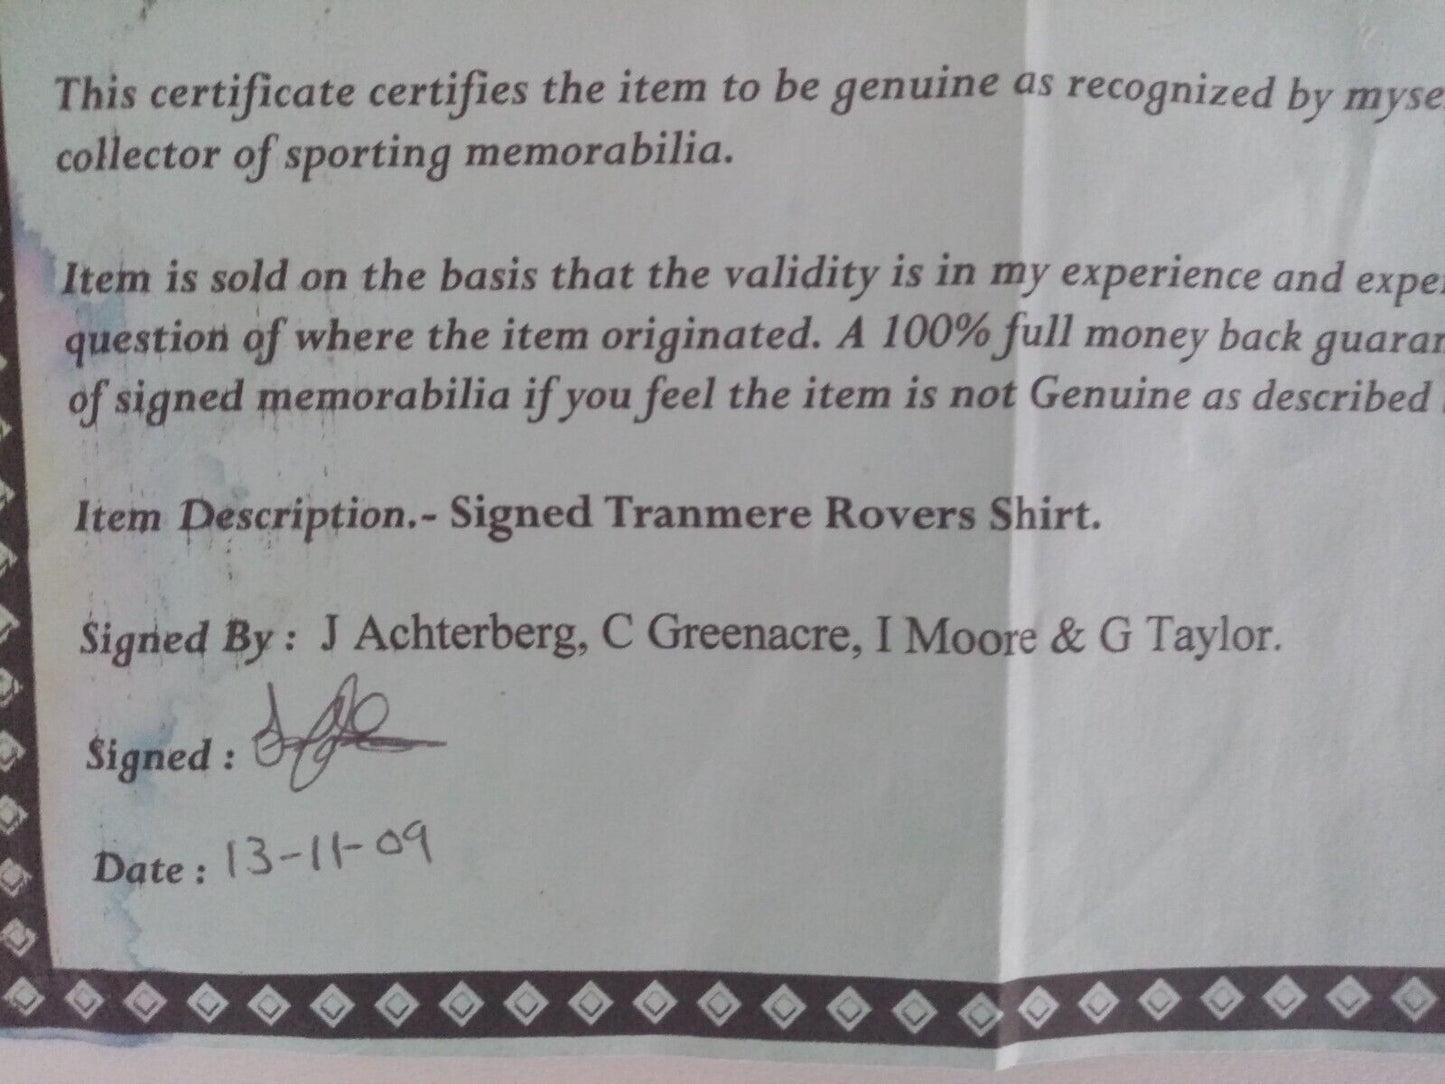 This certificate certifies the item to be genuine as recognized by myse
collector of sporting memorabilia.
Item is sold on the basis that the validity is in my experience and exper
question of where the item originated. A 100% full money back guaran
of signed memorabilia if you feel the item is not Genuine as described
Item Description.- Signed Tranmere Rovers Shirt.
Signed By : J Achterberg, C Greenacre, I Moore & G Taylor.
Signed :
Date : 13-11-09